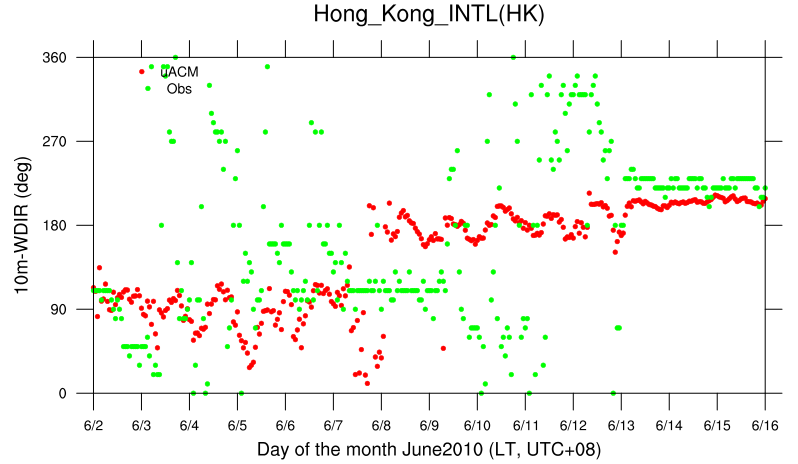 Hong_Kong_INTL(HK)
360
270
180
90
0
10m-WDIR (deg)
uACM
Obs
6/2 6/3 6/4 6/5 6/6 6/7 6/8 6/9 6/10 6/11 6/12 6/13 6/14 6/15 6/16
Day of the month June2010 (LT, UTC+08)